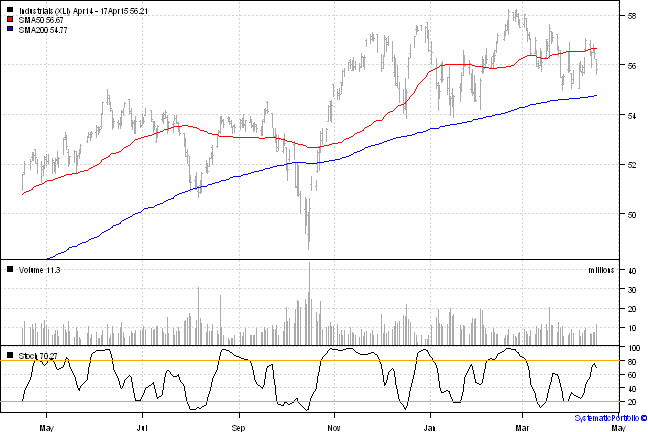 Industrials (XLI) Apr14 - 17Apr15 56.21
SMA50 56.67
SMA200 54.77
58
56
54
52
50
Volume 11.3
millions
40
30
20
10
Stoch 70.27
100
80
60
40
20
May
Jul
Sep
Nov
Jan
Mar
May
SystematicPortfolio ©